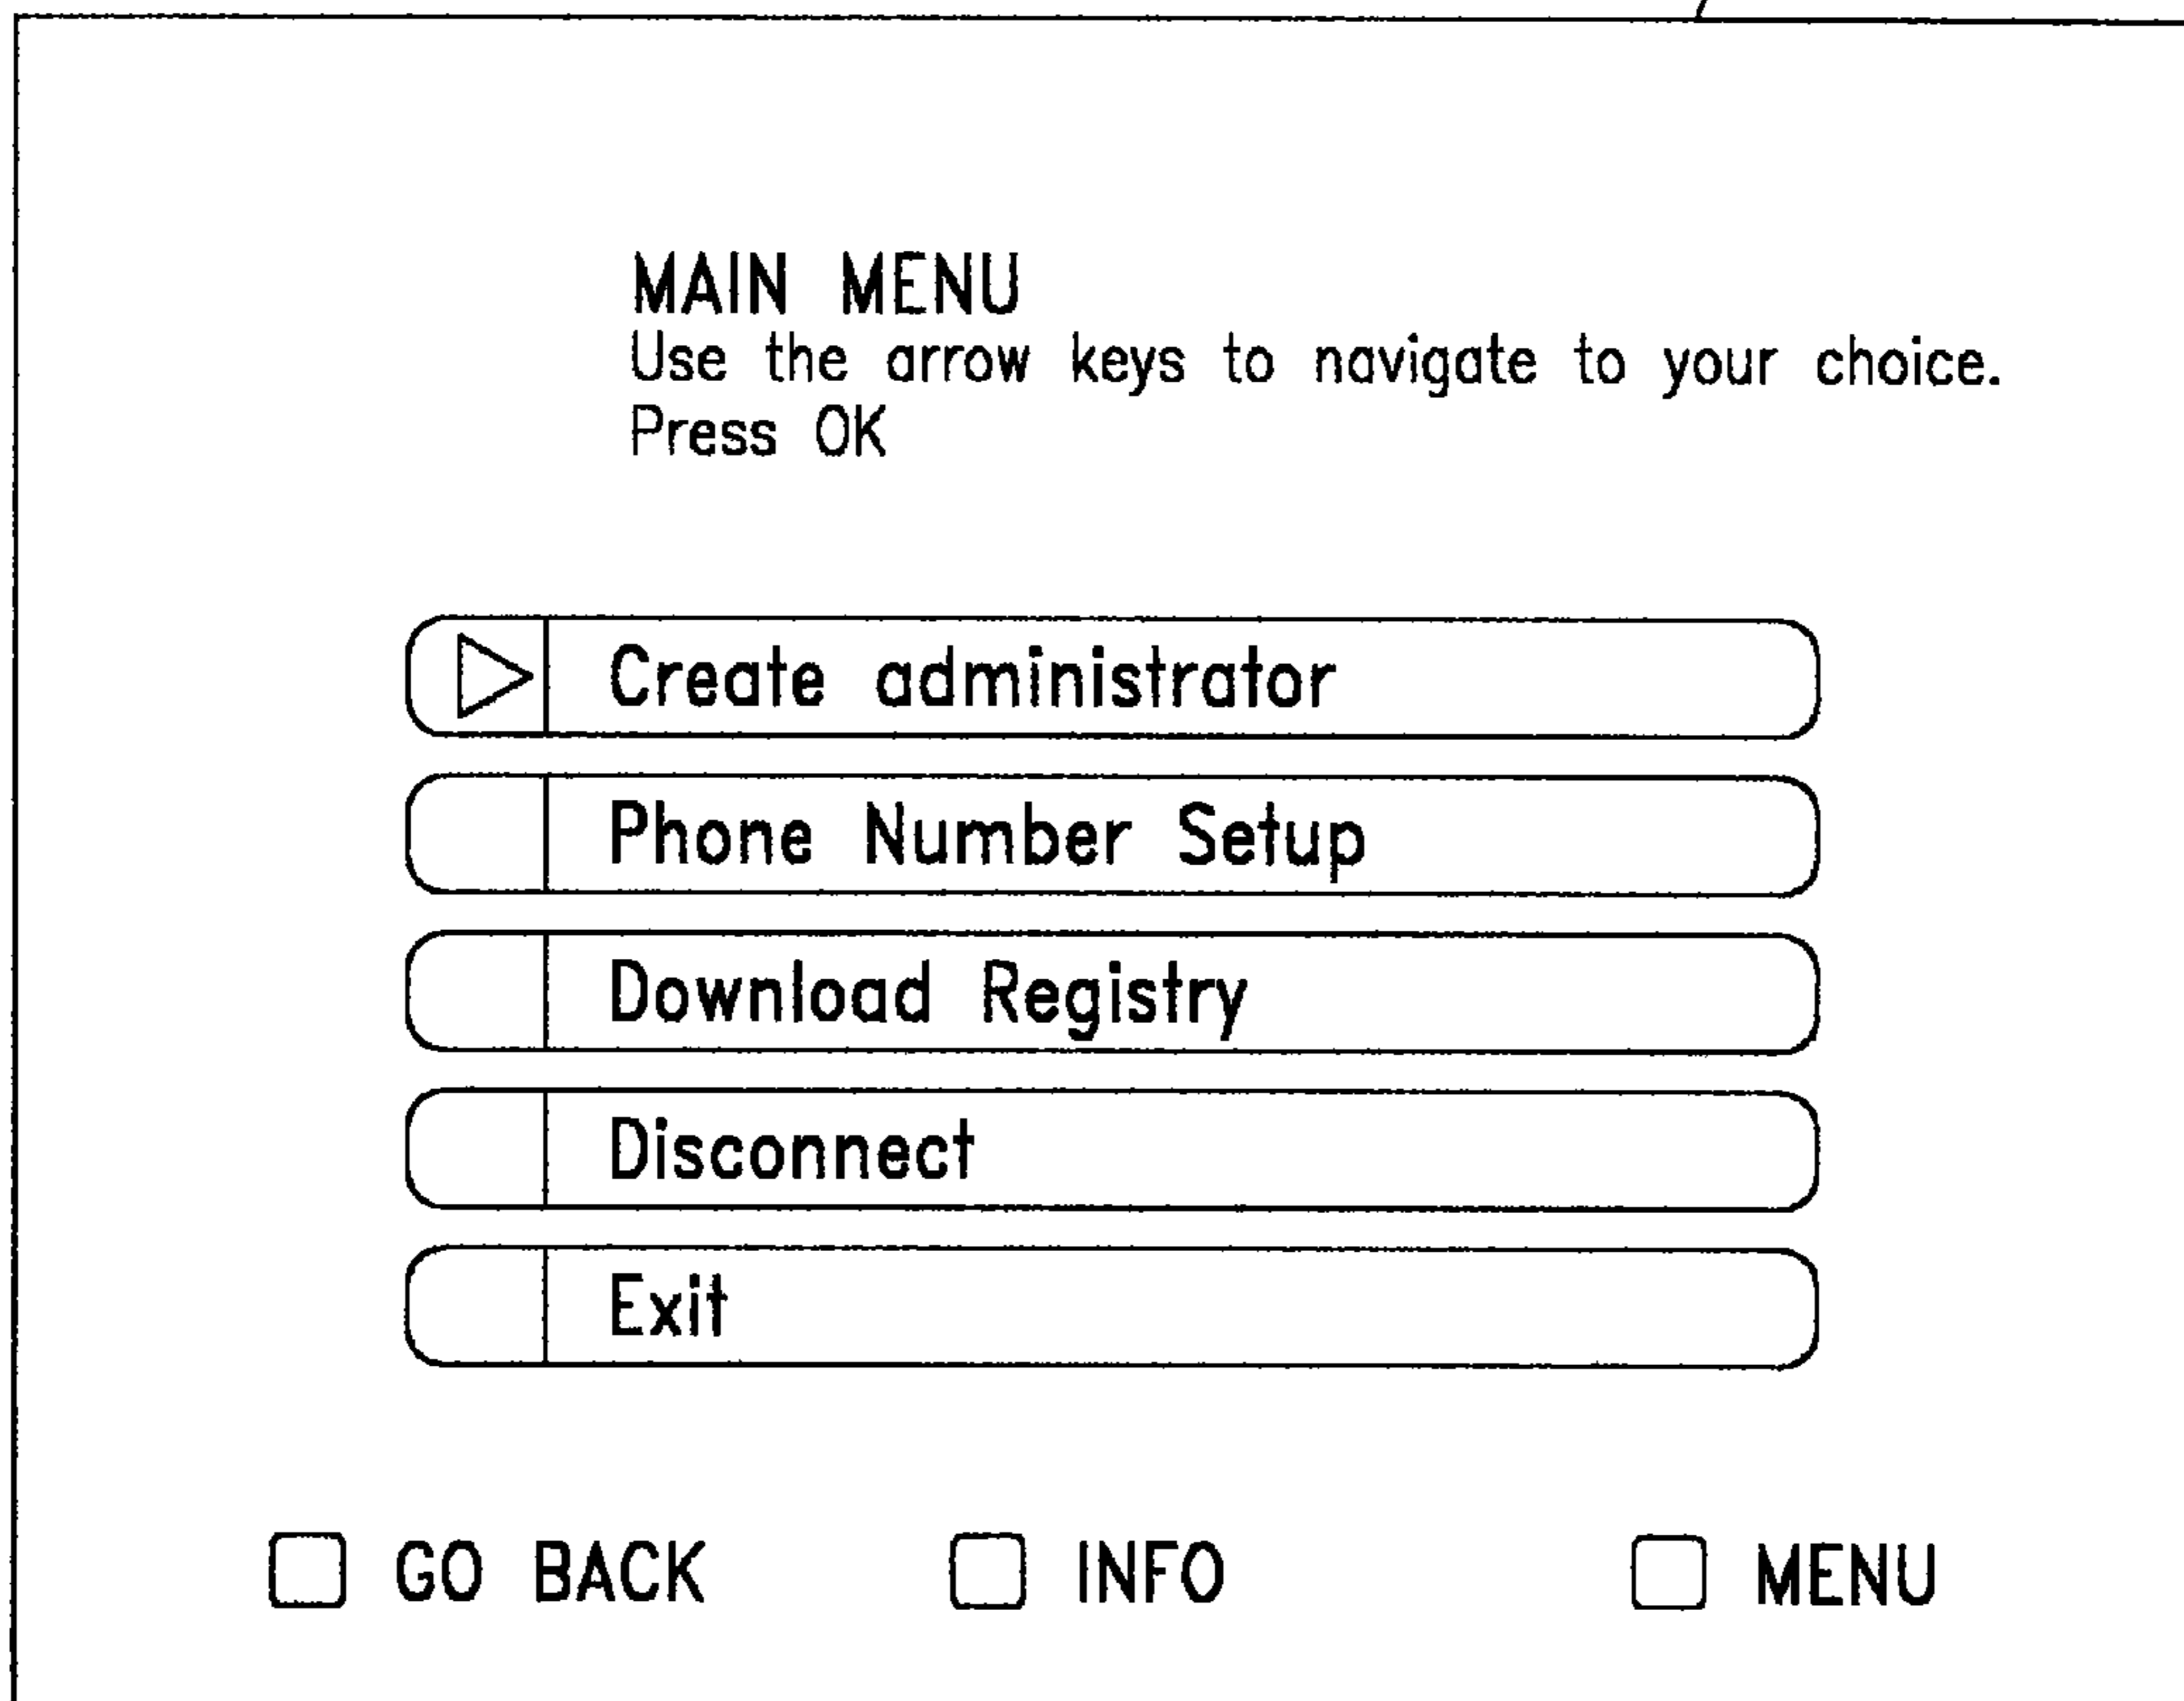 MAIN MENU
Use the arrow keys to navigate to your choice.
Press OK
Create administrator
Phone Number Setup
Download Registry
Disconnect
Exit
GO BACK INFO MENU